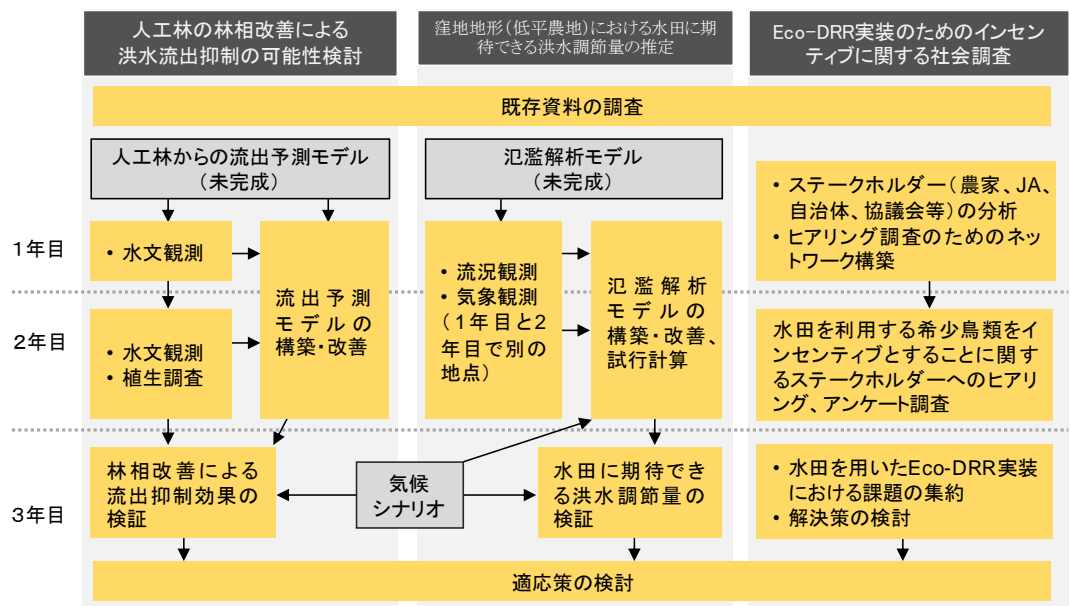 人工林の林相改善による
洪水流出抑制の可能性検討
窪地地形（低平農地）における水田に期
待できる洪水調節量の推定
Eco-DRR実装のためのインセン
ティブに関する社会調査
既存資料の調査
人工林からの流出予測モデル
（未完成）
氾濫解析モデル
（未完成）
• ステークホルダー（農家、JA、
自治体、協議会等）の分析
• ヒアリング調査のためのネッ
トワーク構築
1年目
• 水文観測
流出予測
モデルの
構築・改善
• 流況観測
• 気象観測
（1年目と2
年目で別の
地点）
氾濫解析
モデルの
構築・改善、
試行計算
2年目
• 水文観測
• 植生調査
水田を利用する希少鳥類をイ
ンセンティブとすることに関す
るステークホルダーへのヒアリ
ング、アンケート調査
3年目
林相改善による
流出抑制効果の
検証
気候
シナリオ
水田に期待でき
る洪水調節量の
検証
• 水田を用いたEco-DRR実装
における課題の集約
• 解決策の検討
適応策の検討